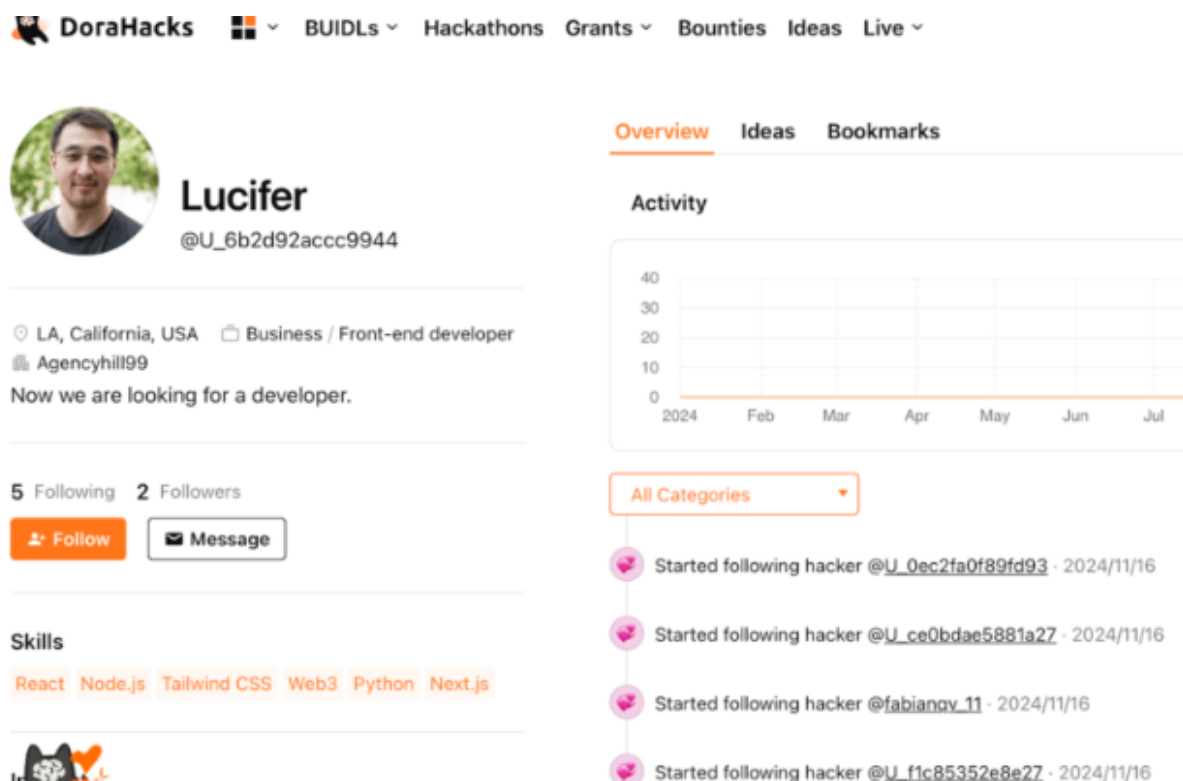 DoraHacks BUIDLs Hackathons Grants Bounties Ideas Live
Lucifer
@U_6b2d92accc9944
LA, California, USA Business / Front-end developer
Agencyhill99
Now we are looking for a developer.
5 Following 2 Followers
Follow Message
Skills
React Node.js Tailwind CSS Web3 Python Next.js
Overview Ideas Bookmarks
Activity
40
30
20
10
0
2024 Feb Mar Apr May Jun Jul
All Categories
Started following hacker @U_0ec2fa0f89fd93 · 2024/11/16
Started following hacker @U_ce0bdae5881a27 · 2024/11/16
Started following hacker @fabianqv_11 · 2024/11/16
Started following hacker @U_f1c85352e8e27 · 2024/11/16